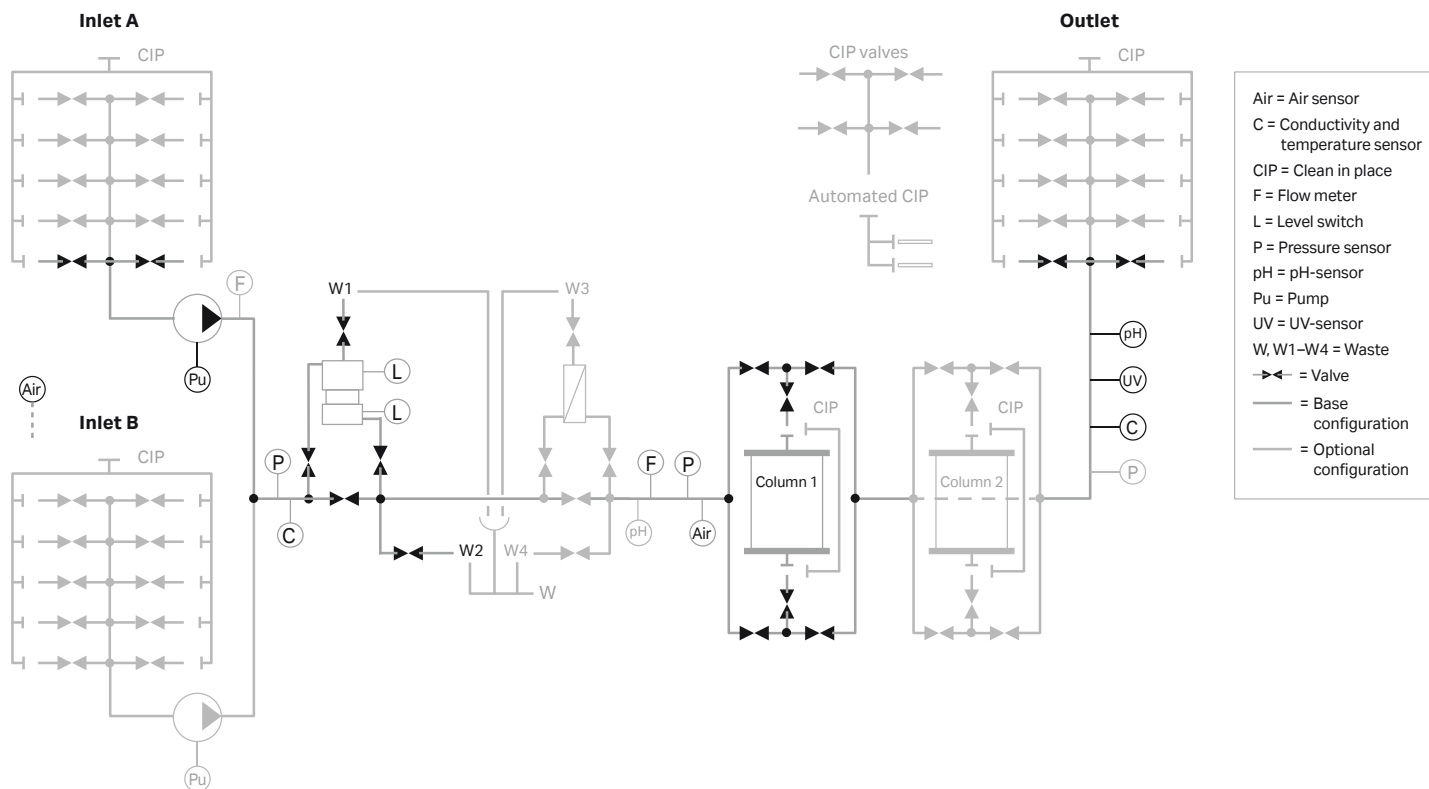 Inlet A
CIP
F
Pu
Air
Inlet B
CIP
Pu
P
C
W1
L
L
W2
W3
W4
W
pH
F
P
Air
CIP valves
Automated CIP
CIP
Column 1
CIP
Column 2
Outlet
CIP
pH
UV
C
P
Air = Air sensor
C = Conductivity and
temperature sensor
CIP = Clean in place
F = Flow meter
L = Level switch
P = Pressure sensor
pH = pH-sensor
Pu = Pump
UV = UV-sensor
W, W1–W4 = Waste
= Valve
= Base
configuration
= Optional
configuration